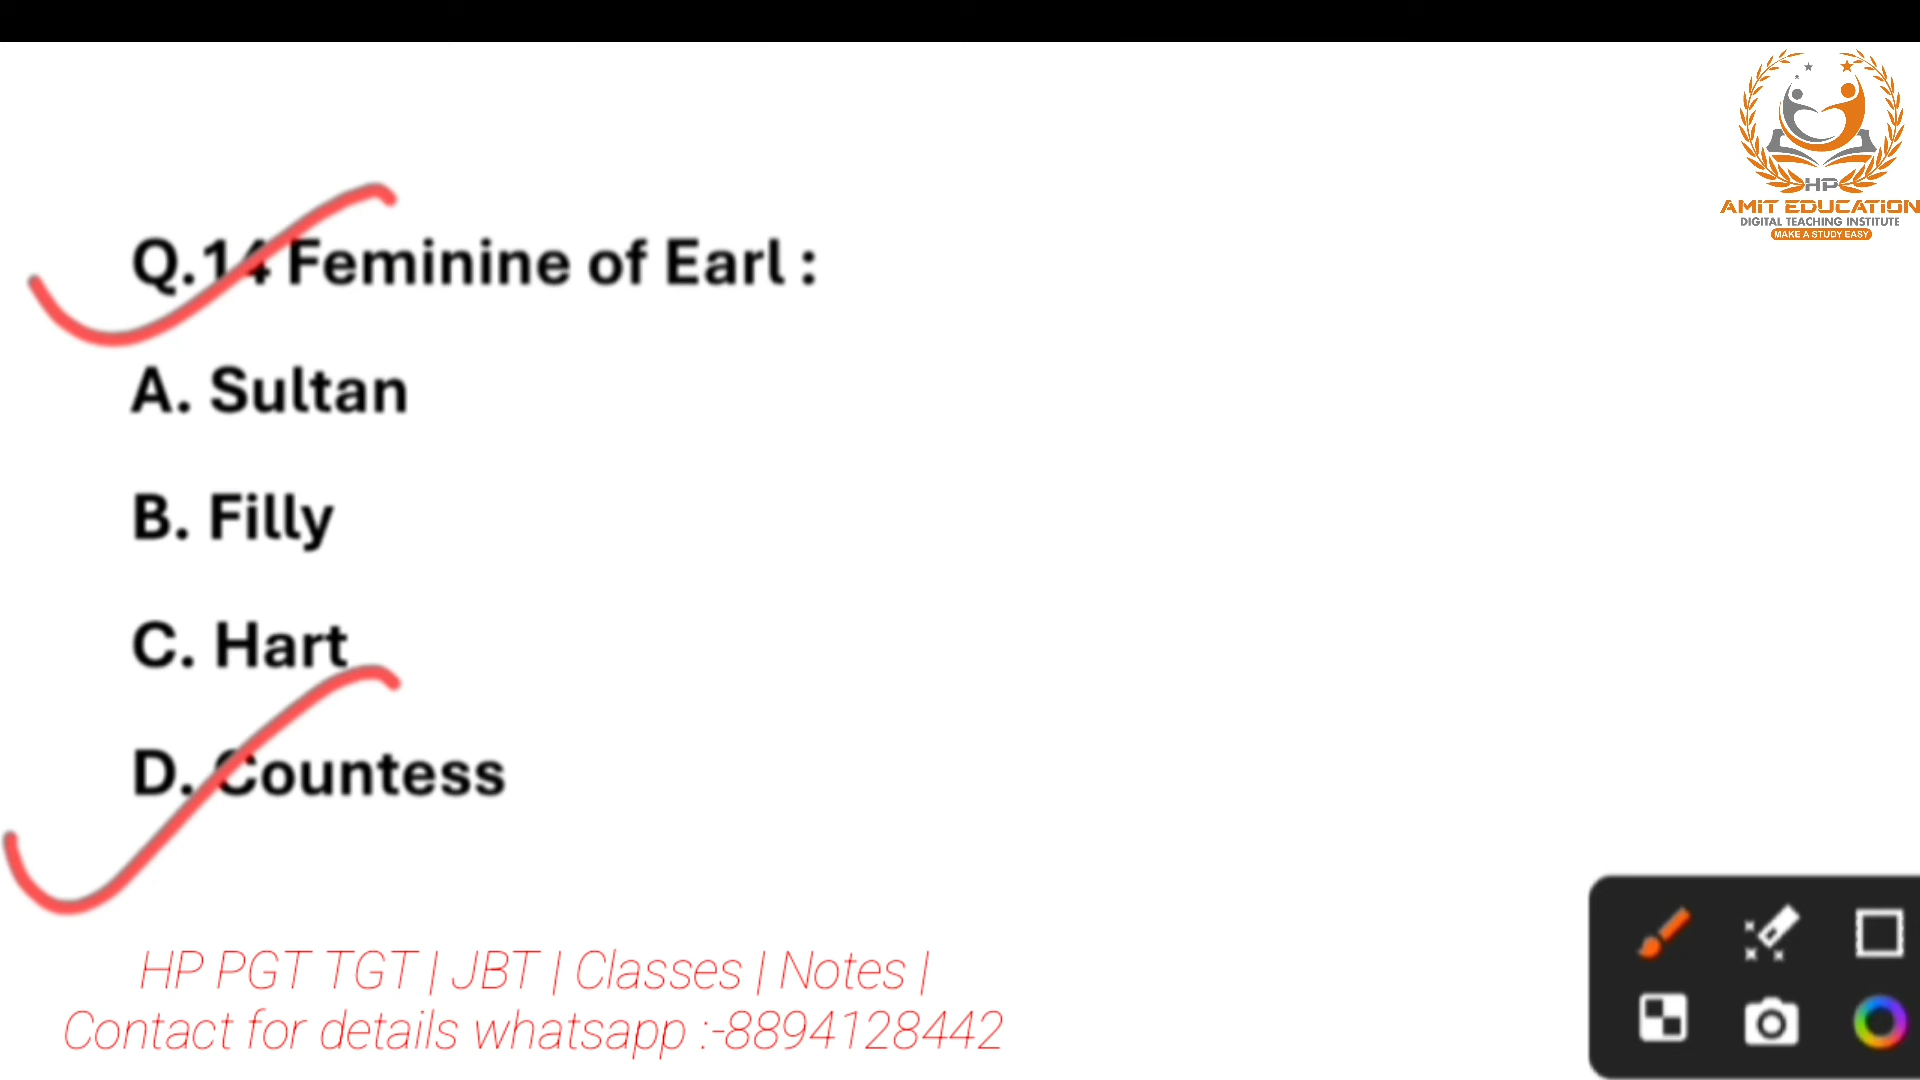 HP
AMIT EDUCATION
DIGITAL TEACHING INSTITUTE
MAKE A STUDY EASY
Q.14 Feminine of Earl :
A. Sultan
B. Filly
C. Hart
D. Countess
HP PGT TGT | JBT | Classes | Notes |
Contact for details whatsapp :-8894128442